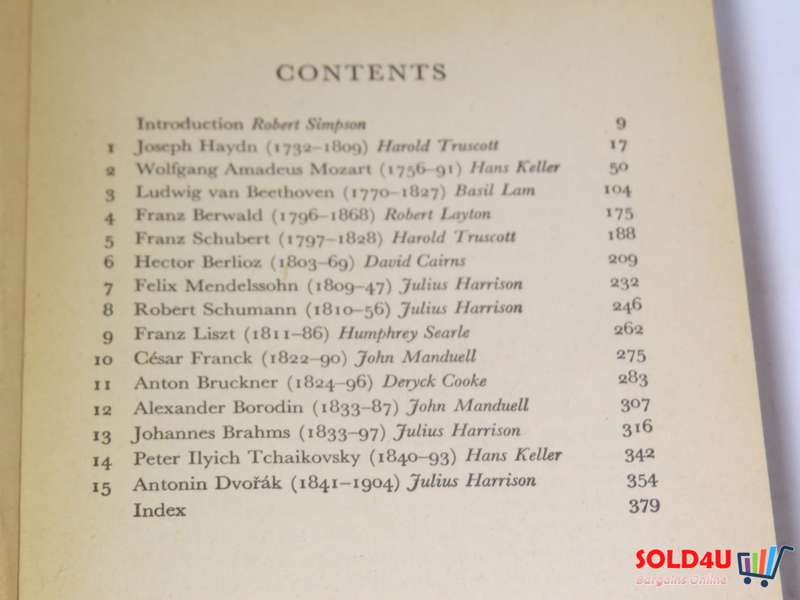 CONTENTS
Introduction Robert Simpson 9
1 Joseph Haydn (1732–1809) Harold Truscott 17
2 Wolfgang Amadeus Mozart (1756–91) Hans Keller 50
3 Ludwig van Beethoven (1770–1827) Basil Lam 104
4 Franz Berwald (1796–1868) Robert Layton 175
5 Franz Schubert (1797–1828) Harold Truscott 188
6 Hector Berlioz (1803–69) David Cairns 209
7 Felix Mendelssohn (1809–47) Julius Harrison 232
8 Robert Schumann (1810–56) Julius Harrison 246
9 Franz Liszt (1811–86) Humphrey Searle 262
10 César Franck (1822–90) John Manduell 275
11 Anton Bruckner (1824–96) Deryck Cooke 283
12 Alexander Borodin (1833–87) John Manduell 307
13 Johannes Brahms (1833–97) Julius Harrison 316
14 Peter Ilyich Tchaikovsky (1840–93) Hans Keller 342
15 Antonin Dvořák (1841–1904) Julius Harrison 354
Index 379
SOLD4U
Bargains Online